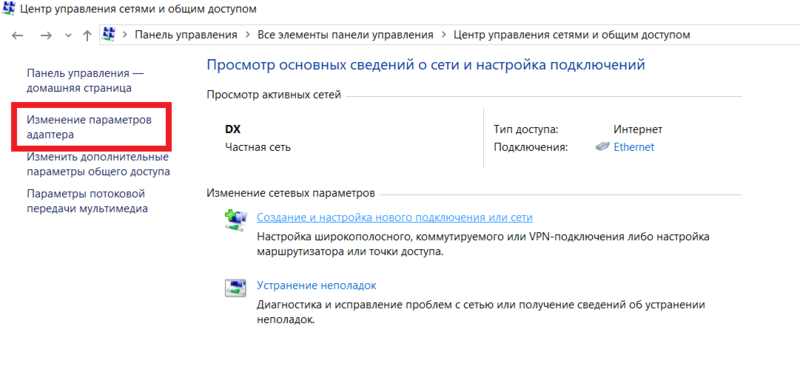 Центр управления сетями и общим доступом
Панель управления > Все элементы панели управления > Центр управления сетями и общим доступом
Панель управления —
домашняя страница
Изменение параметров
адаптера
Изменить дополнительные
параметры общего доступа
Параметры потоковой
передачи мультимедиа
Просмотр основных сведений о сети и настройка подключений
Просмотр активных сетей
DX
Частная сеть
Тип доступа: Интернет
Подключения: Ethernet
Изменение сетевых параметров
Создание и настройка нового подключения или сети
Настройка широкополосного, коммутируемого или VPN-подключения либо настройка
маршрутизатора или точки доступа.
Устранение неполадок
Диагностика и исправление проблем с сетью или получение сведений об устранении
неполадок.